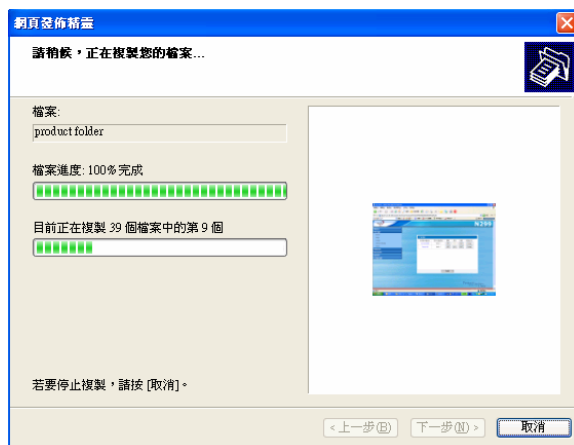 網頁發佈精靈
請稍候，正在複製您的檔案...
檔案:
product folder
檔案進度: 100% 完成
目前正在複製 39 個檔案中的第 9 個
N299
若要停止複製，請按 [取消]。
< 上一步(B)
下一步(N) >
取消